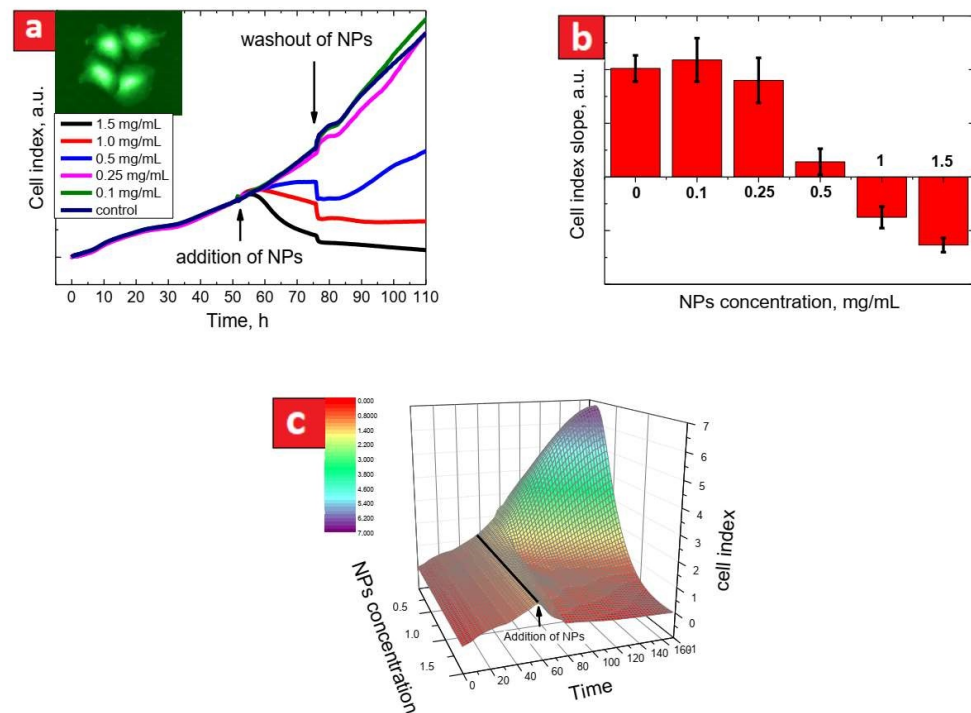 a
washout of NPs
Cell index, a.u.
1.5 mg/mL
1.0 mg/mL
0.5 mg/mL
0.25 mg/mL
0.1 mg/mL
control
addition of NPs
0 10 20 30 40 50 60 70 80 90 100 110
Time, h
b
Cell index slope, a.u.
1 1.5
0 0.1 0.25 0.5
NPs concentration, mg/mL
c
0.000
0.8000
1.400
2.000
2.600
3.200
3.800
4.400
5.000
5.600
6.200
7.000
7
6
5
4
3
2
1
0
cell index
NPs concentration
0.5
1.0
1.5
Addition of NPs
0 20 40 60 80 100 120 140 160
-1
Time